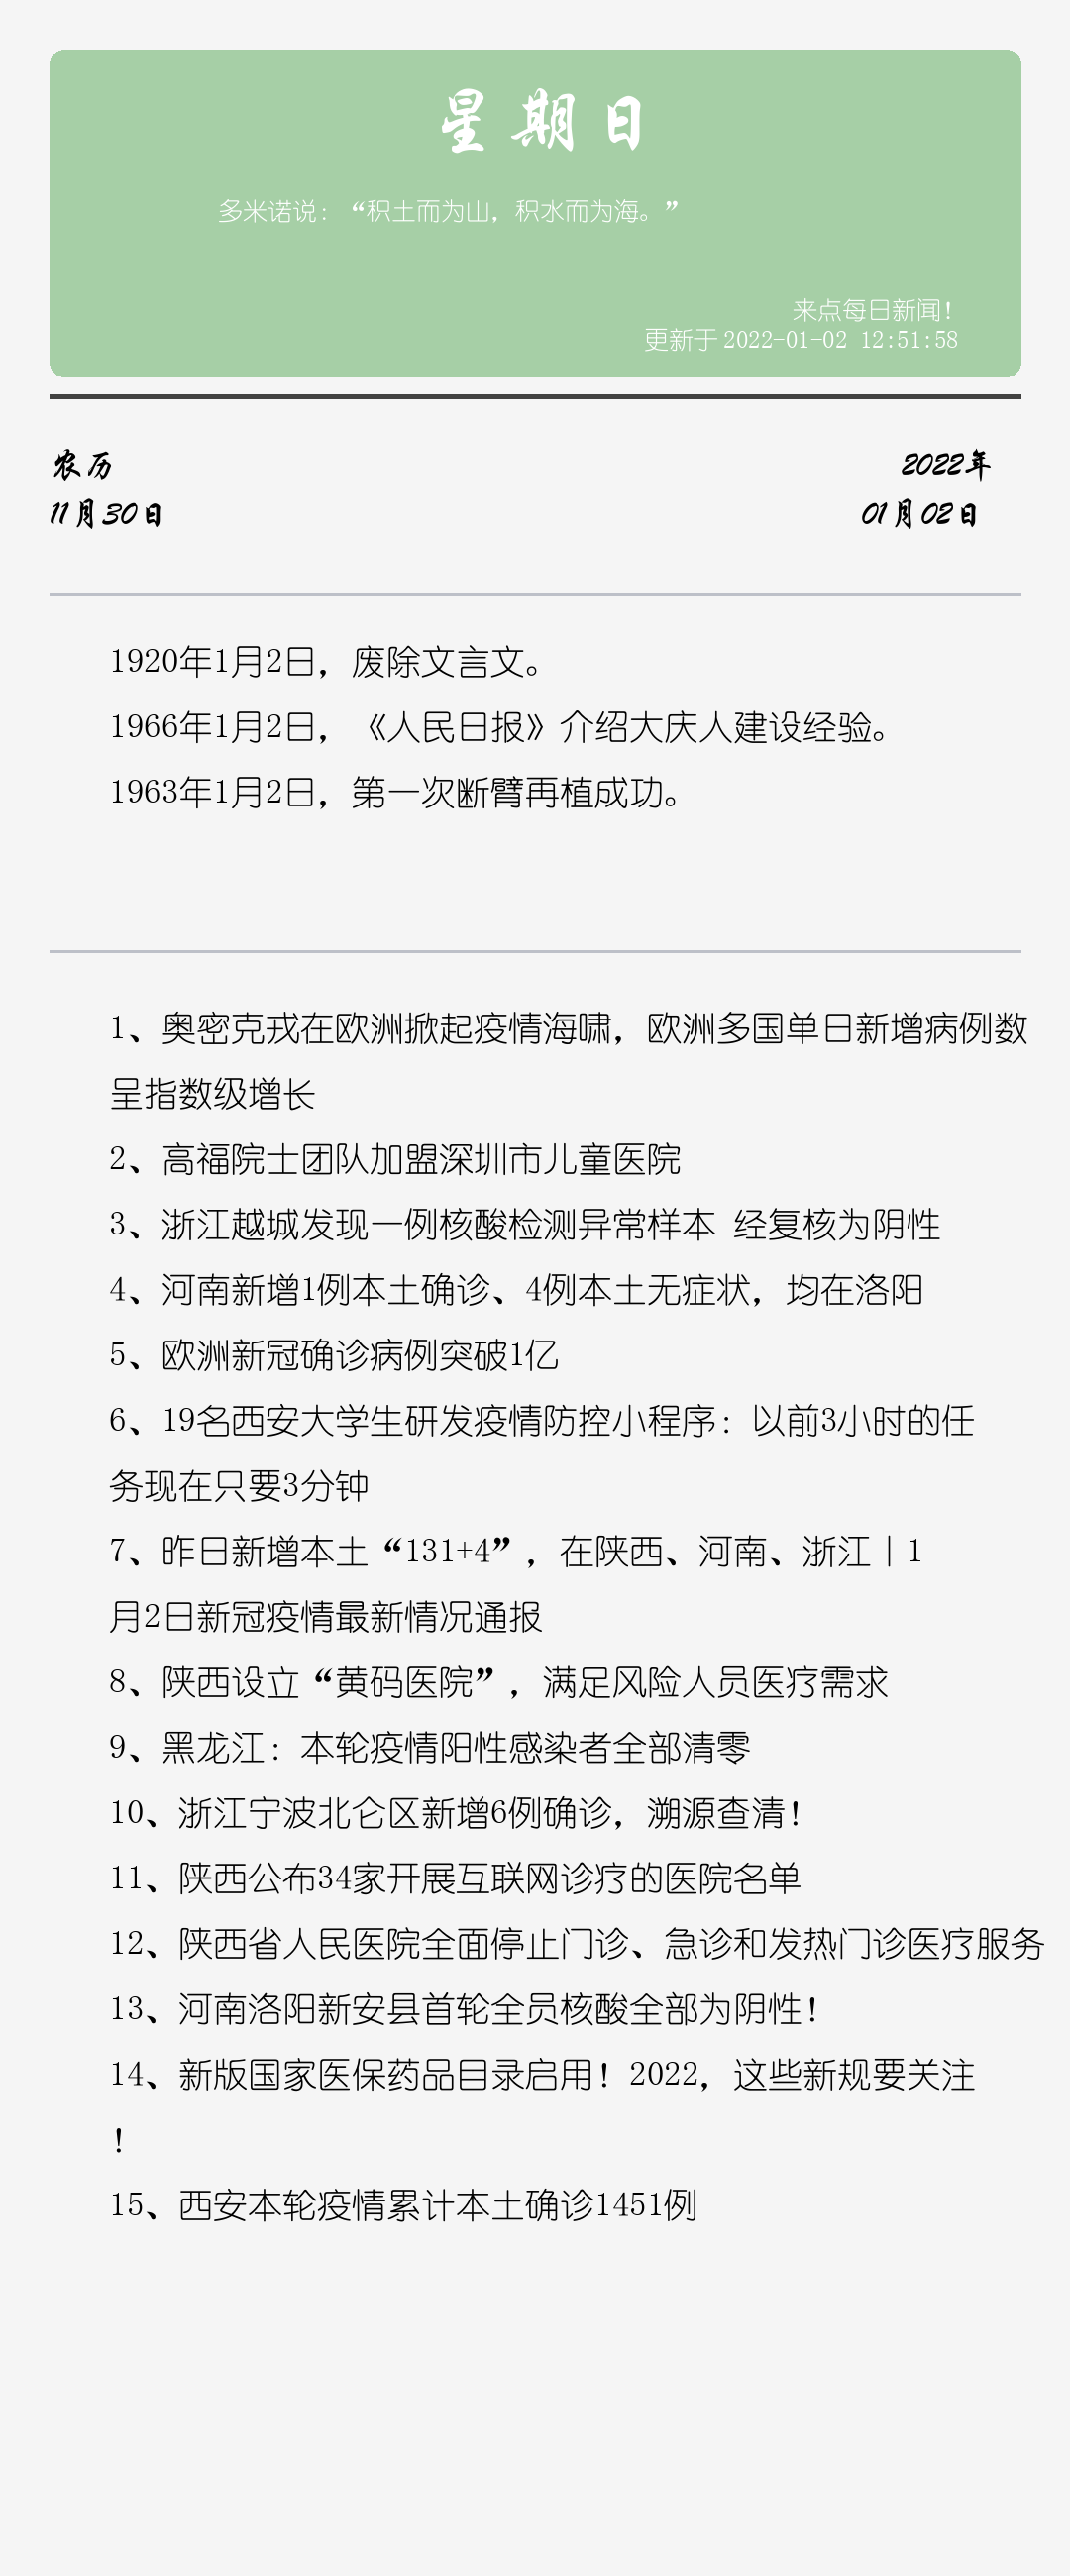 星期日
多米诺说：“积土而为山，积水而为海。”
来点每日新闻！
更新于 2022-01-02 12:51:58
农历
2022年
11月30日
01月02日
1920年1月2日，废除文言文。
1966年1月2日，《人民日报》介绍大庆人建设经验。
1963年1月2日，第一次断臂再植成功。
1、奥密克戎在欧洲掀起疫情海啸，欧洲多国单日新增病例数
呈指数级增长
2、高福院士团队加盟深圳市儿童医院
3、浙江越城发现一例核酸检测异常样本 经复核为阴性
4、河南新增1例本土确诊、4例本土无症状，均在洛阳
5、欧洲新冠确诊病例突破1亿
6、19名西安大学生研发疫情防控小程序：以前3小时的任
务现在只要3分钟
7、昨日新增本土“131+4”，在陕西、河南、浙江丨1
月2日新冠疫情最新情况通报
8、陕西设立“黄码医院”，满足风险人员医疗需求
9、黑龙江：本轮疫情阳性感染者全部清零
10、浙江宁波北仑区新增6例确诊，溯源查清！
11、陕西公布34家开展互联网诊疗的医院名单
12、陕西省人民医院全面停止门诊、急诊和发热门诊医疗服务
13、河南洛阳新安县首轮全员核酸全部为阴性！
14、新版国家医保药品目录启用！2022，这些新规要关注
！
15、西安本轮疫情累计本土确诊1451例